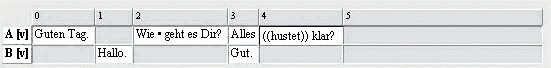 0 1 2 3 4 5
A [v] Guten Tag. Wie • geht es Dir? Alles ((hustet)) klar?
B [v] Hallo. Gut.